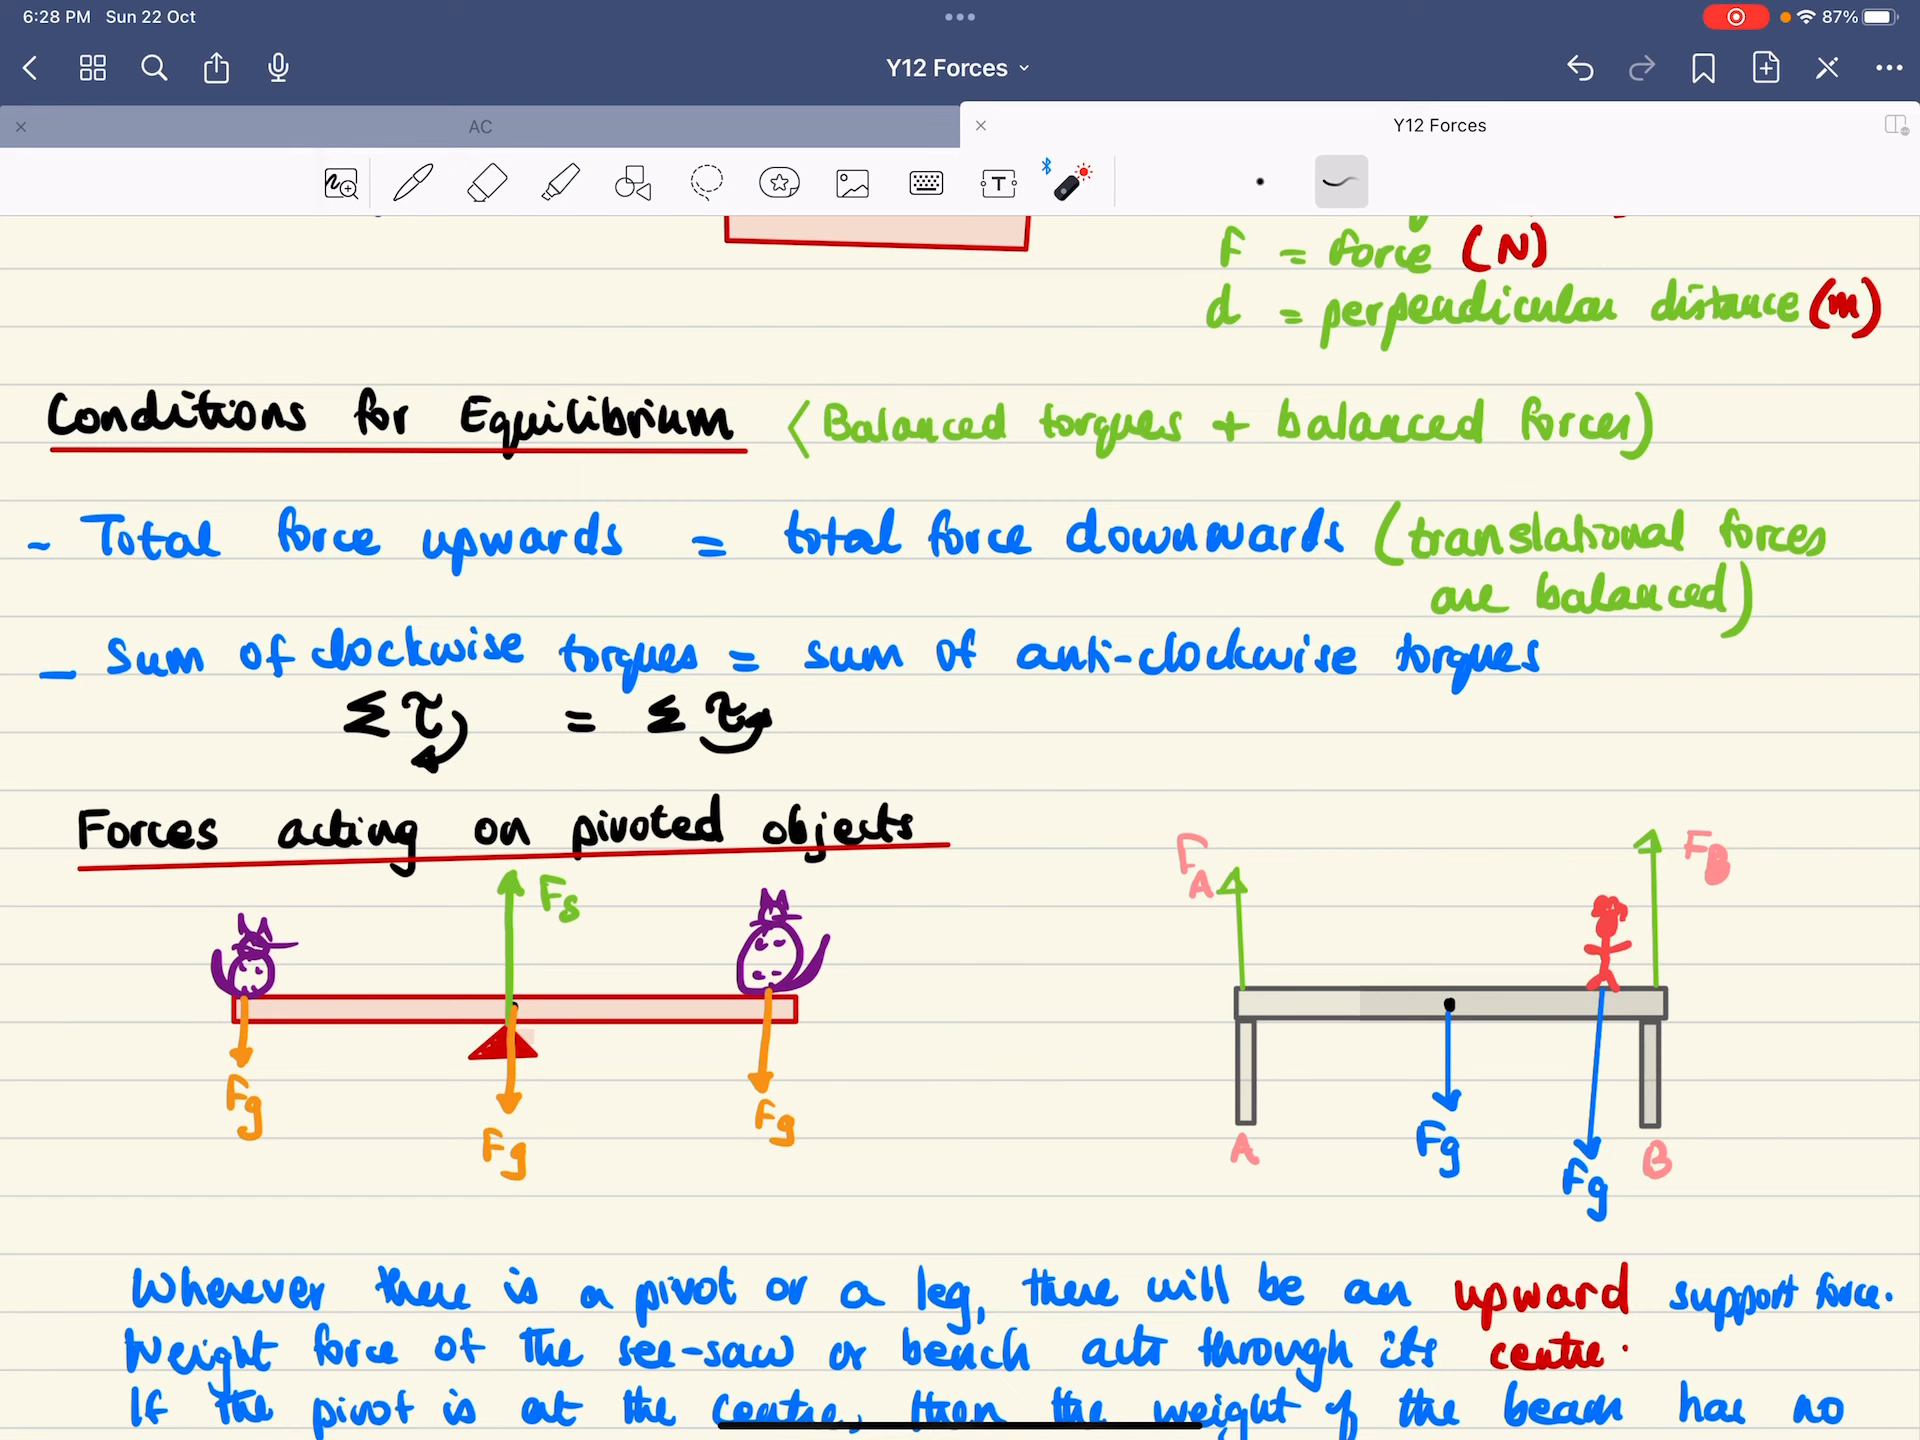 6:28 PM Sun 22 Oct
87%
Y12 Forces
AC
Y12 Forces
T
F = force (N)
d = perpendicular distance (m)
Conditions for Equilibrium (Balanced torques + balanced forces)
- Total force upwards = total force downwards (translational forces
are balanced)
- Sum of clockwise torques = sum of anti-clockwise torques
Στ = Στ
Forces acting on pivoted objects
Fs
FA
FB
Fg
Fg
Fg
Fg
Fg
A
B
Wherever there is a pivot or a leg, there will be an upward support force.
Weight force of the see-saw or bench acts through its centre.
If the pivot is at the centre, then the weight of the beam has no